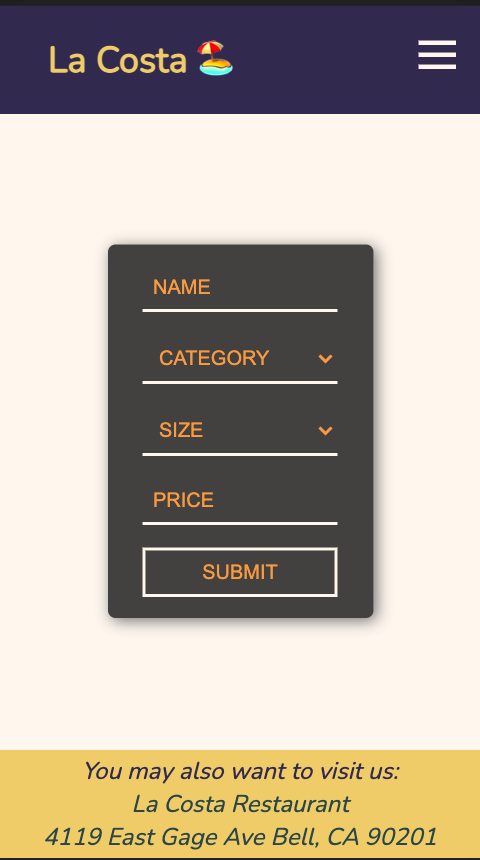 La Costa 🏖️
NAME
CATEGORY
SIZE
PRICE
SUBMIT
You may also want to visit us:
La Costa Restaurant
4119 East Gage Ave Bell, CA 90201